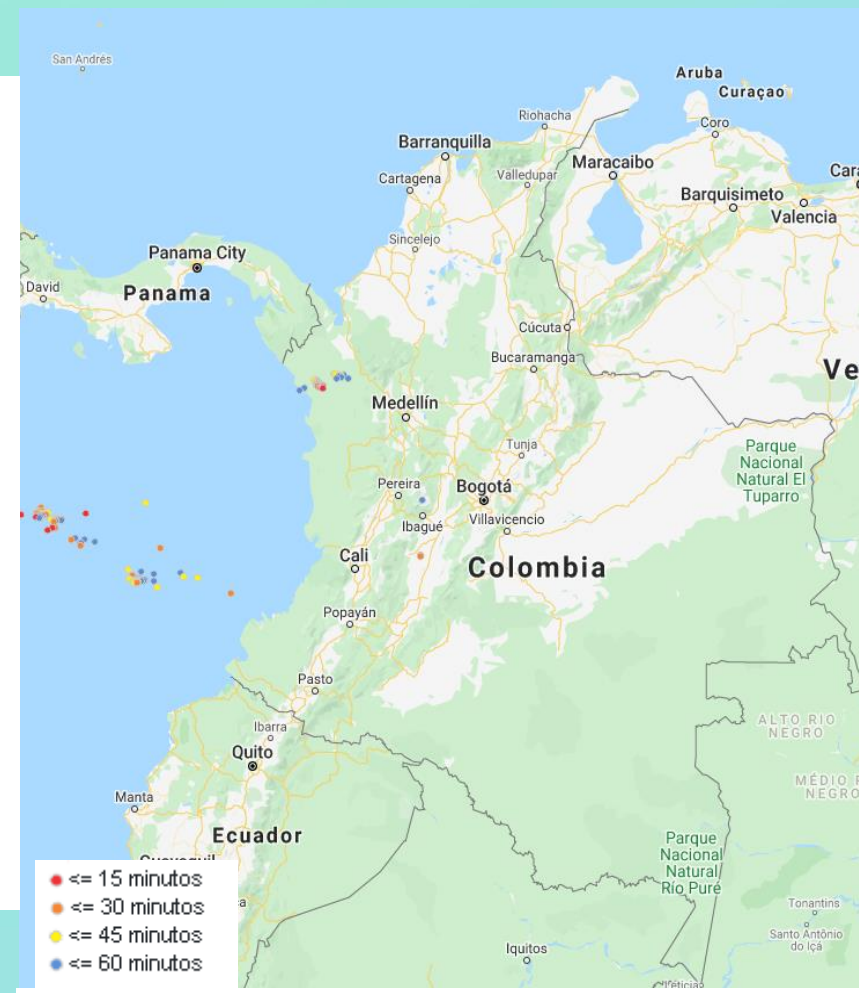 San Andrés
Aruba
Curaçao
Riohacha
Coro
Barranquilla
Maracaibo
Cartagena
Valledupar
Barquisimeto
Valencia
Sincelejo
Panama City
David
Panama
Cúcuta
Bucaramanga
Medellín
Tunja
Parque
Nacional
Natural El
Tuparro
Pereira
Bogotá
Ibagué
Villavicencio
Cali
Colombia
Popayán
Pasto
Ibarra
ALTO RIO
NEGRO
Quito
Manta
Ecuador
Parque
Nacional
Natural
Río Puré
<= 15 minutos
<= 30 minutos
<= 45 minutos
<= 60 minutos
Tonantins
Santo Antônio
do Içá
Iquitos